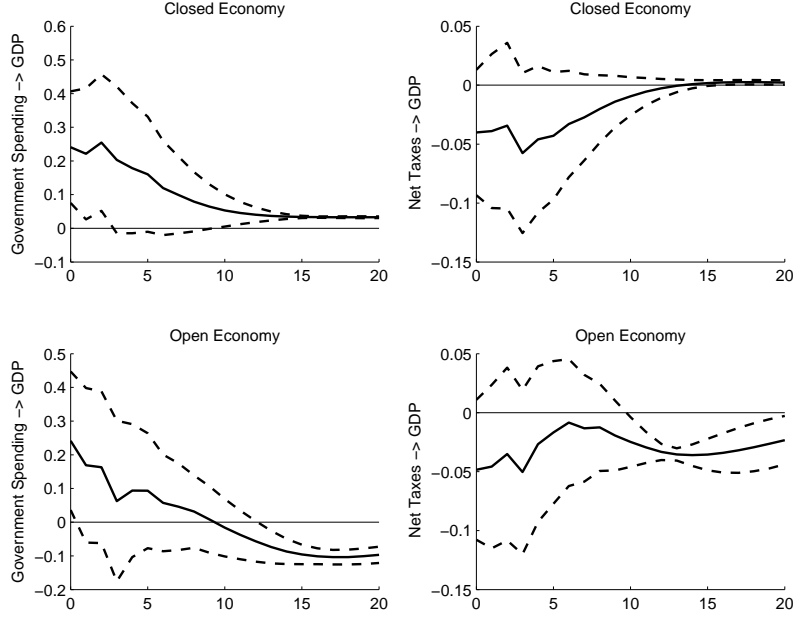 Closed Economy
Government Spending −> GDP
0.6
0.5
0.4
0.3
0.2
0.1
0
−0.1
0 5 10 15 20
Closed Economy
Net Taxes −> GDP
0.05
0
−0.05
−0.1
−0.15
0 5 10 15 20
Open Economy
Government Spending −> GDP
0.5
0.4
0.3
0.2
0.1
0
−0.1
−0.2
0 5 10 15 20
Open Economy
Net Taxes −> GDP
0.05
0
−0.05
−0.1
−0.15
0 5 10 15 20